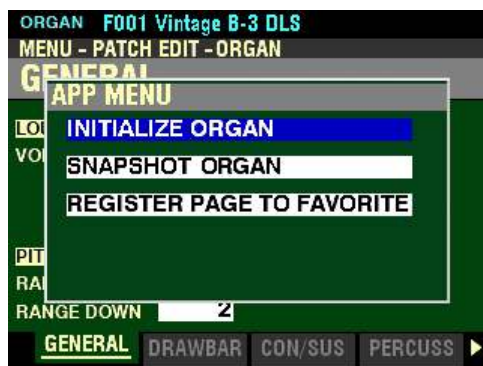 ORGAN F001 Vintage B-3 DLS
MENU - PATCH EDIT - ORGAN
GENERAL
APP MENU
INITIALIZE ORGAN
SNAPSHOT ORGAN
REGISTER PAGE TO FAVORITE
RANGE DOWN 2
GENERAL DRAWBAR CON/SUS PERCUSS